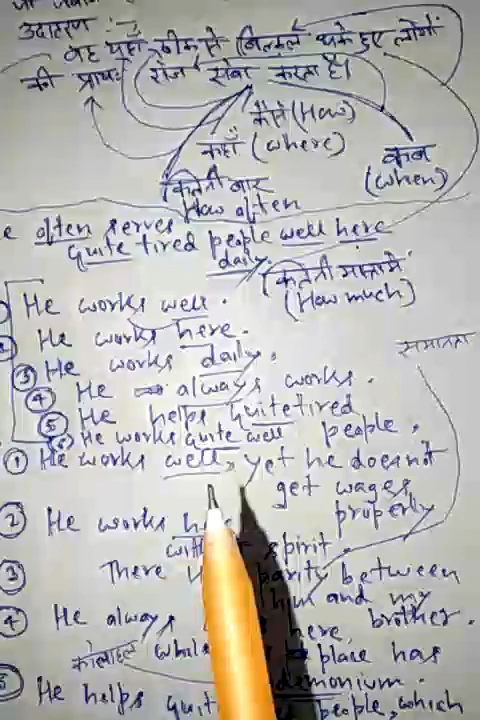 उदाहरण :-
वह यहाँ ठीक से बिल्कुल थके हुए लोगों
की प्रायः रोज सेवा करता है।
कैसे (How)
कहाँ (where)
कब
(when)
कितनी बार
How often
e often serves
quite tired people well here
daily.
कितनी मात्रा में
(How much)
He works well.
He works here.
③ He works daily.
④ He always works.
⑤ He helps quite tired
people.
⑥ He works quite well
① He works well, yet he doesn't
get wages
properly
समानता
② He works
spirit.
③ There parity between
him and my
brother.
④ He always here,
कोलाहल place has
⑤ He helps people, which